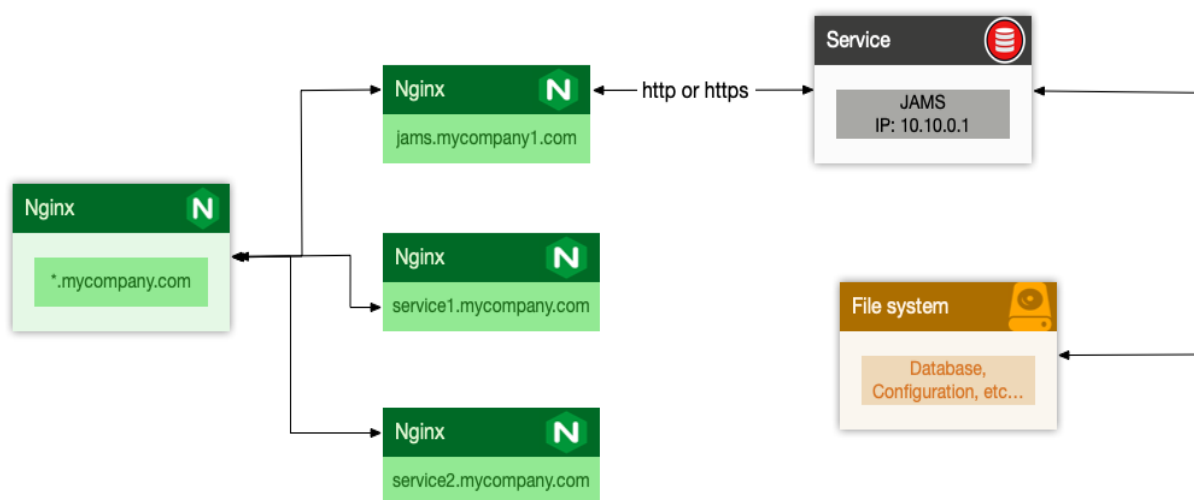 Service
Nginx
http or https
JAMS
IP: 10.10.0.1
jams.mycompany1.com
Nginx
*.mycompany.com
Nginx
service1.mycompany.com
File system
Database,
Configuration, etc...
Nginx
service2.mycompany.com